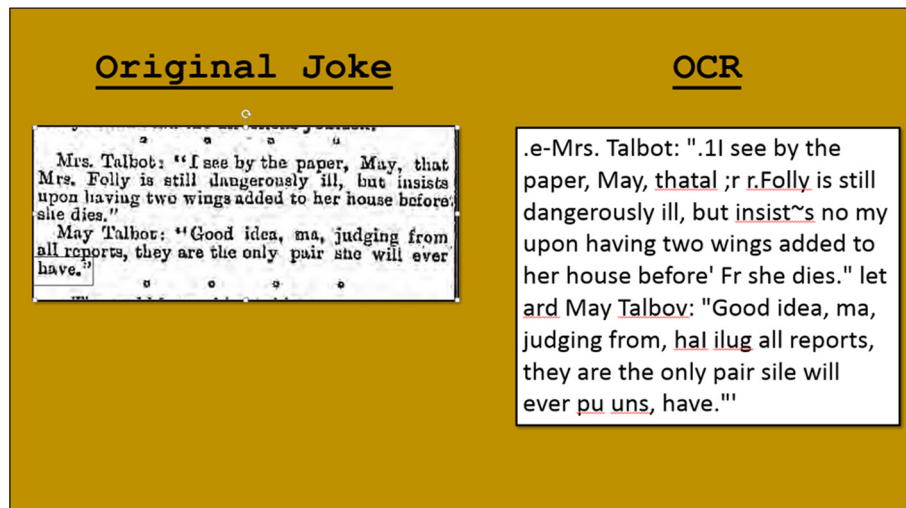 Original Joke
Mrs. Talbot: "I see by the paper, May, that
Mrs. Folly is still dangerously ill, but insists
upon having two wings added to her house before
she dies."
May Talbot: "Good idea, ma, judging from
all reports, they are the only pair she will ever
have."
OCR
.e-Mrs. Talbot: ".1I see by the
paper, May, thatal ;r r.Folly is still
dangerously ill, but insist~s no my
upon having two wings added to
her house before' Fr she dies." let
ard May Talbov: "Good idea, ma,
judging from, haI ilug all reports,
they are the only pair sile will
ever pu uns, have."'